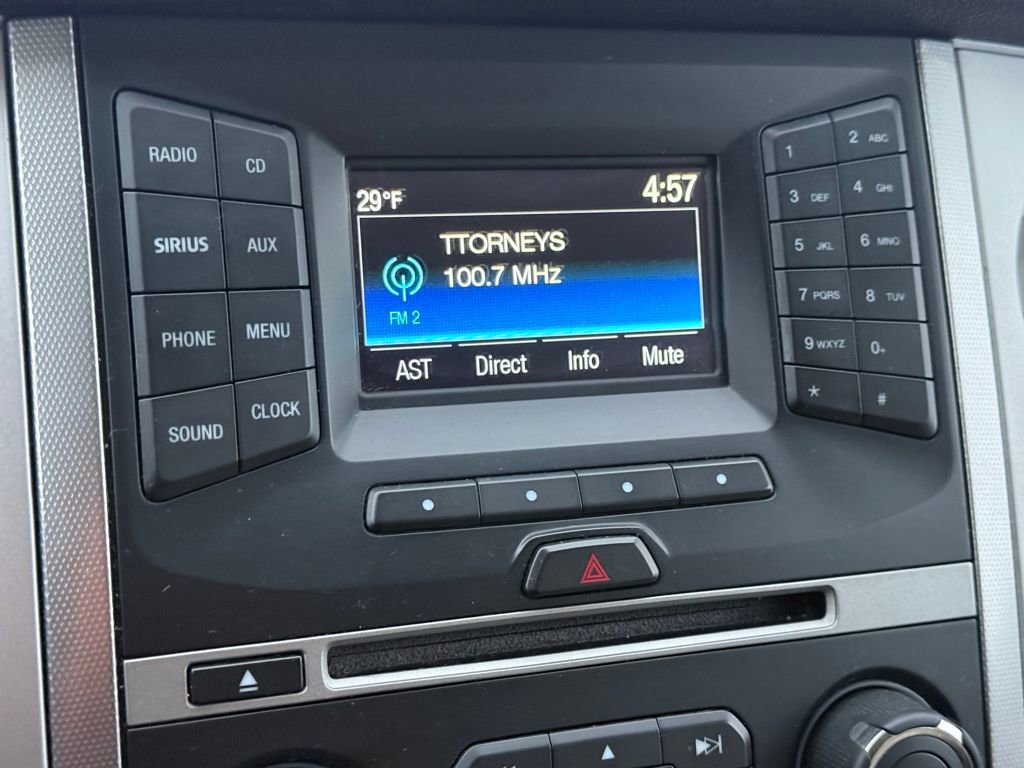 RADIO
CD
SIRIUS
AUX
PHONE
MENU
SOUND
CLOCK
29°F 4:57
TTORNEYS
100.7 MHz
FM 2
AST Direct Info Mute
1
2 ABC
3 DEF
4 GHI
5 JKL
6 MNO
7 PQRS
8 TUV
9 WXYZ
0+
*
#